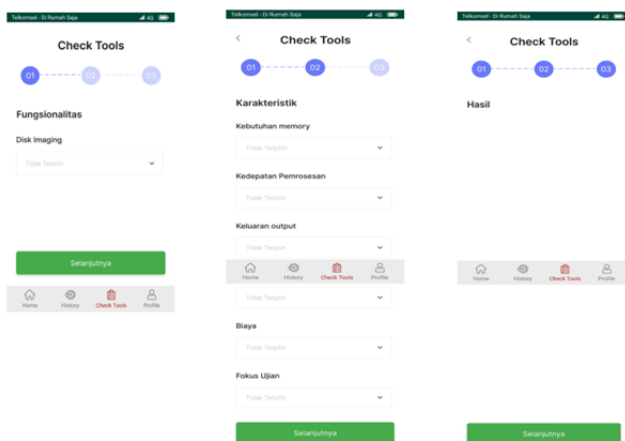 Telkomsel - Di Rumah Saja 4G
Check Tools
01 02 03
Fungsionalitas
Disk Imaging
Tidak Terpilih
Selanjutnya
Home History Check Tools Profile
Telkomsel - Di Rumah Saja 4G
Check Tools
01 02 03
Karakteristik
Kebutuhan memory
Tidak Terpilih
Kedepatan Pemrosesan
Tidak Terpilih
Keluaran output
Tidak Terpilih
Home History Check Tools Profile
Tidak Terpilih
Biaya
Tidak Terpilih
Fokus Ujian
Tidak Terpilih
Selanjutnya
Telkomsel - Di Rumah Saja 4G
Check Tools
01 02 03
Hasil
Home History Check Tools Profile
Selanjutnya